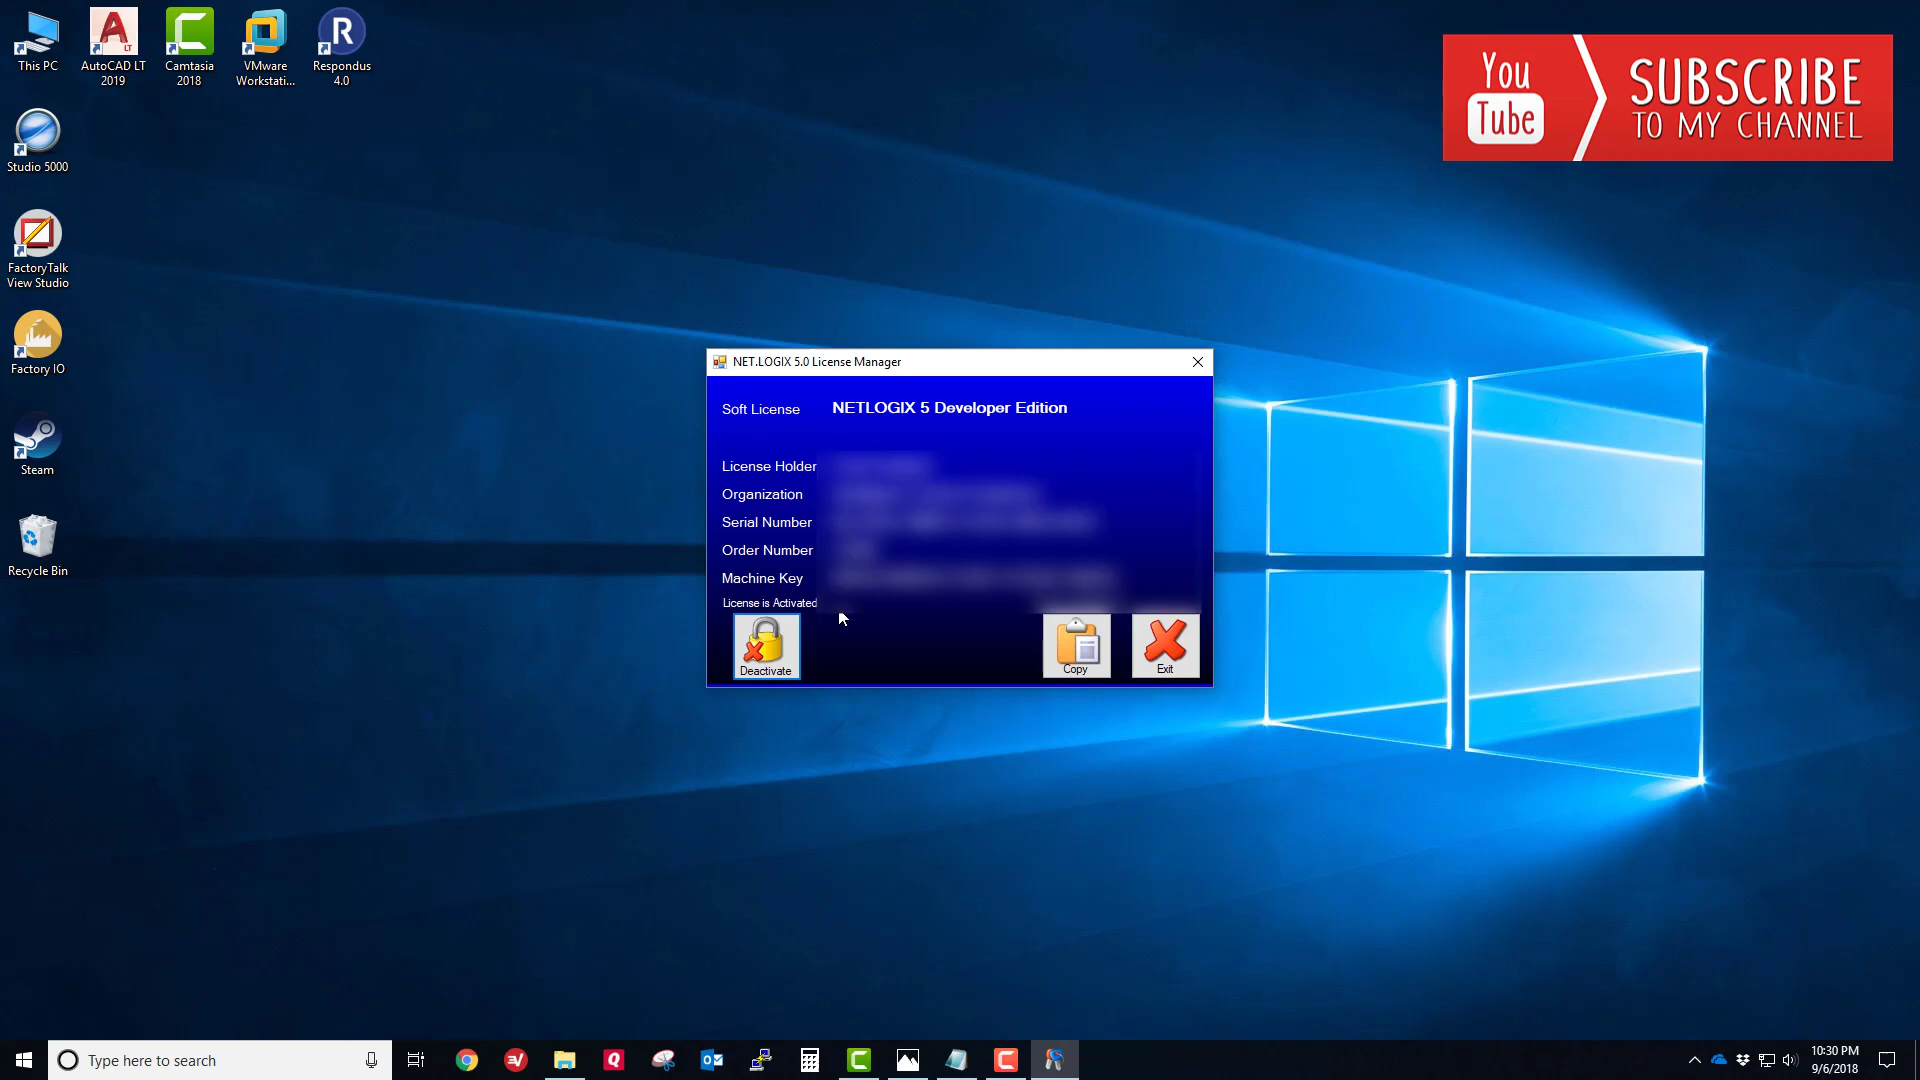 This PC
AutoCAD LT
2019
Camtasia
2018
VMware
Workstati...
R
Respondus
4.0
Studio 5000
FactoryTalk
View Studio
Factory IO
Steam
Recycle Bin
You
Tube
SUBSCRIBE
TO MY CHANNEL
NET.LOGIX 5.0 License Manager
Soft License NETLOGIX 5 Developer Edition
License Holder
Organization
Serial Number
Order Number
Machine Key
License is Activated
Deactivate
Copy
Exit
Type here to search
10:30 PM
9/6/2018